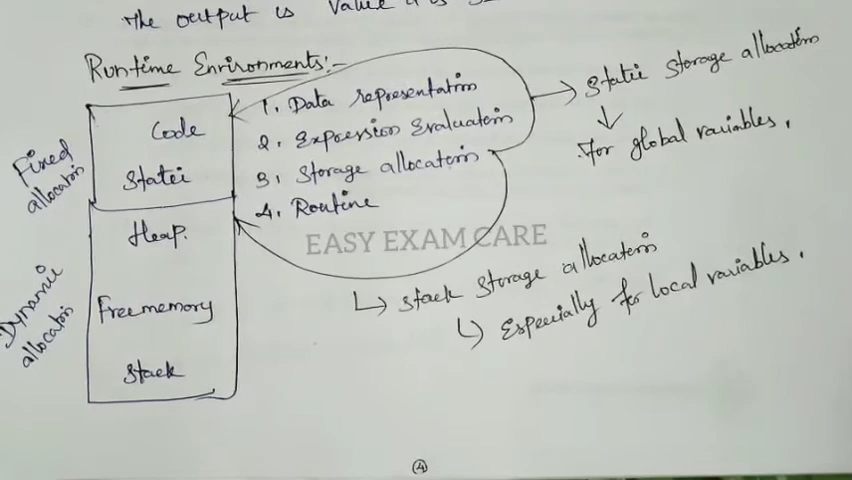 The output is value
Runtime Environments:-
Fixed allocation
Code
Static
Dynamic allocation
Heap.
Free memory
Stack
1. Data representation
2. Expression Evaluation
3. Storage allocation
4. Routine
Static Storage allocation
For global variables.
Stack Storage allocation
Especially for local variables.
EASY EXAM CARE
4